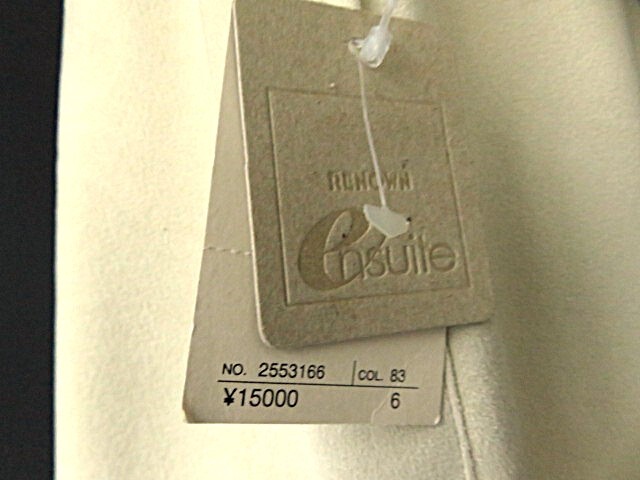 RENOWN
ensuite
NO. 2553166 COL. 83
¥15000 6